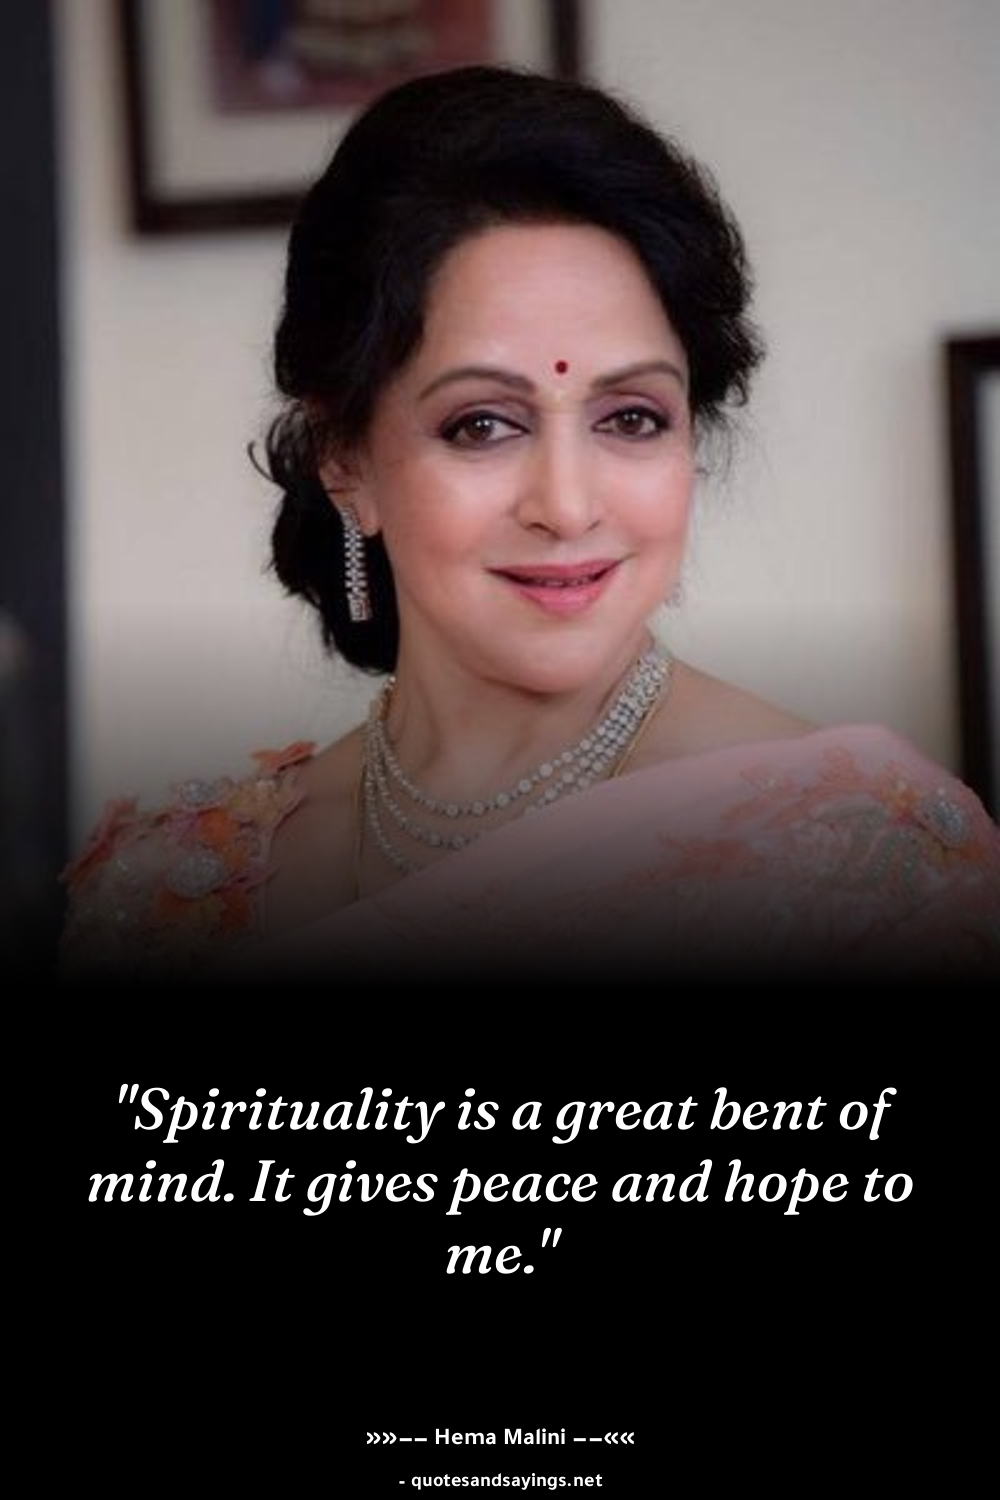 "Spirituality is a great bent of
mind. It gives peace and hope to
me."
»»–– Hema Malini ––««
- quotesandsayings.net